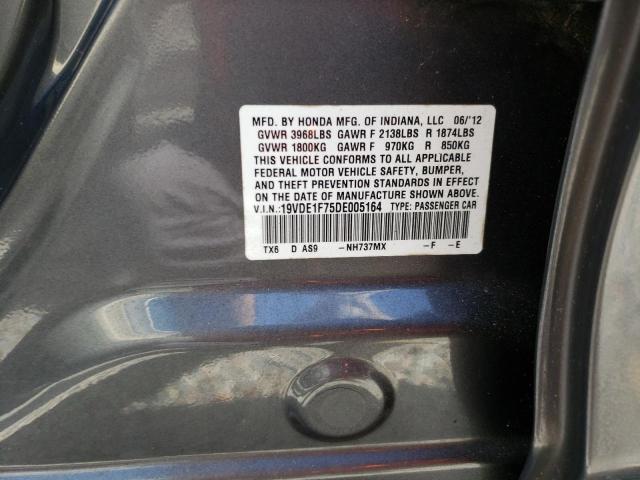 MFD. BY HONDA MFG. OF INDIANA, LLC 06/'12
GVWR 3968LBS GAWR F 2138LBS R 1874LBS
GVWR 1800KG GAWR F 970KG R 850KG
THIS VEHICLE CONFORMS TO ALL APPLICABLE
FEDERAL MOTOR VEHICLE SAFETY, BUMPER,
AND THEFT PREVENTION STANDARDS IN EFFECT
ON THE DATE OF MANUFACTURE SHOWN ABOVE.
V.I.N.:19VDE1F75DE005164 TYPE: PASSENGER CAR
TX6 D AS9 -NH737MX -F -E